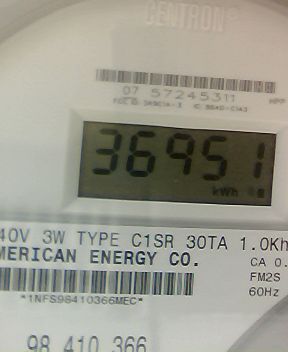 CENTRON®
07 57245311
36951
kWh
40V 3W TYPE C1SR 30TA 1.0Kh
MERICAN ENERGY CO.
CA 0.
FM2S
60Hz
*1NFS98410366MEC*
98 410 366